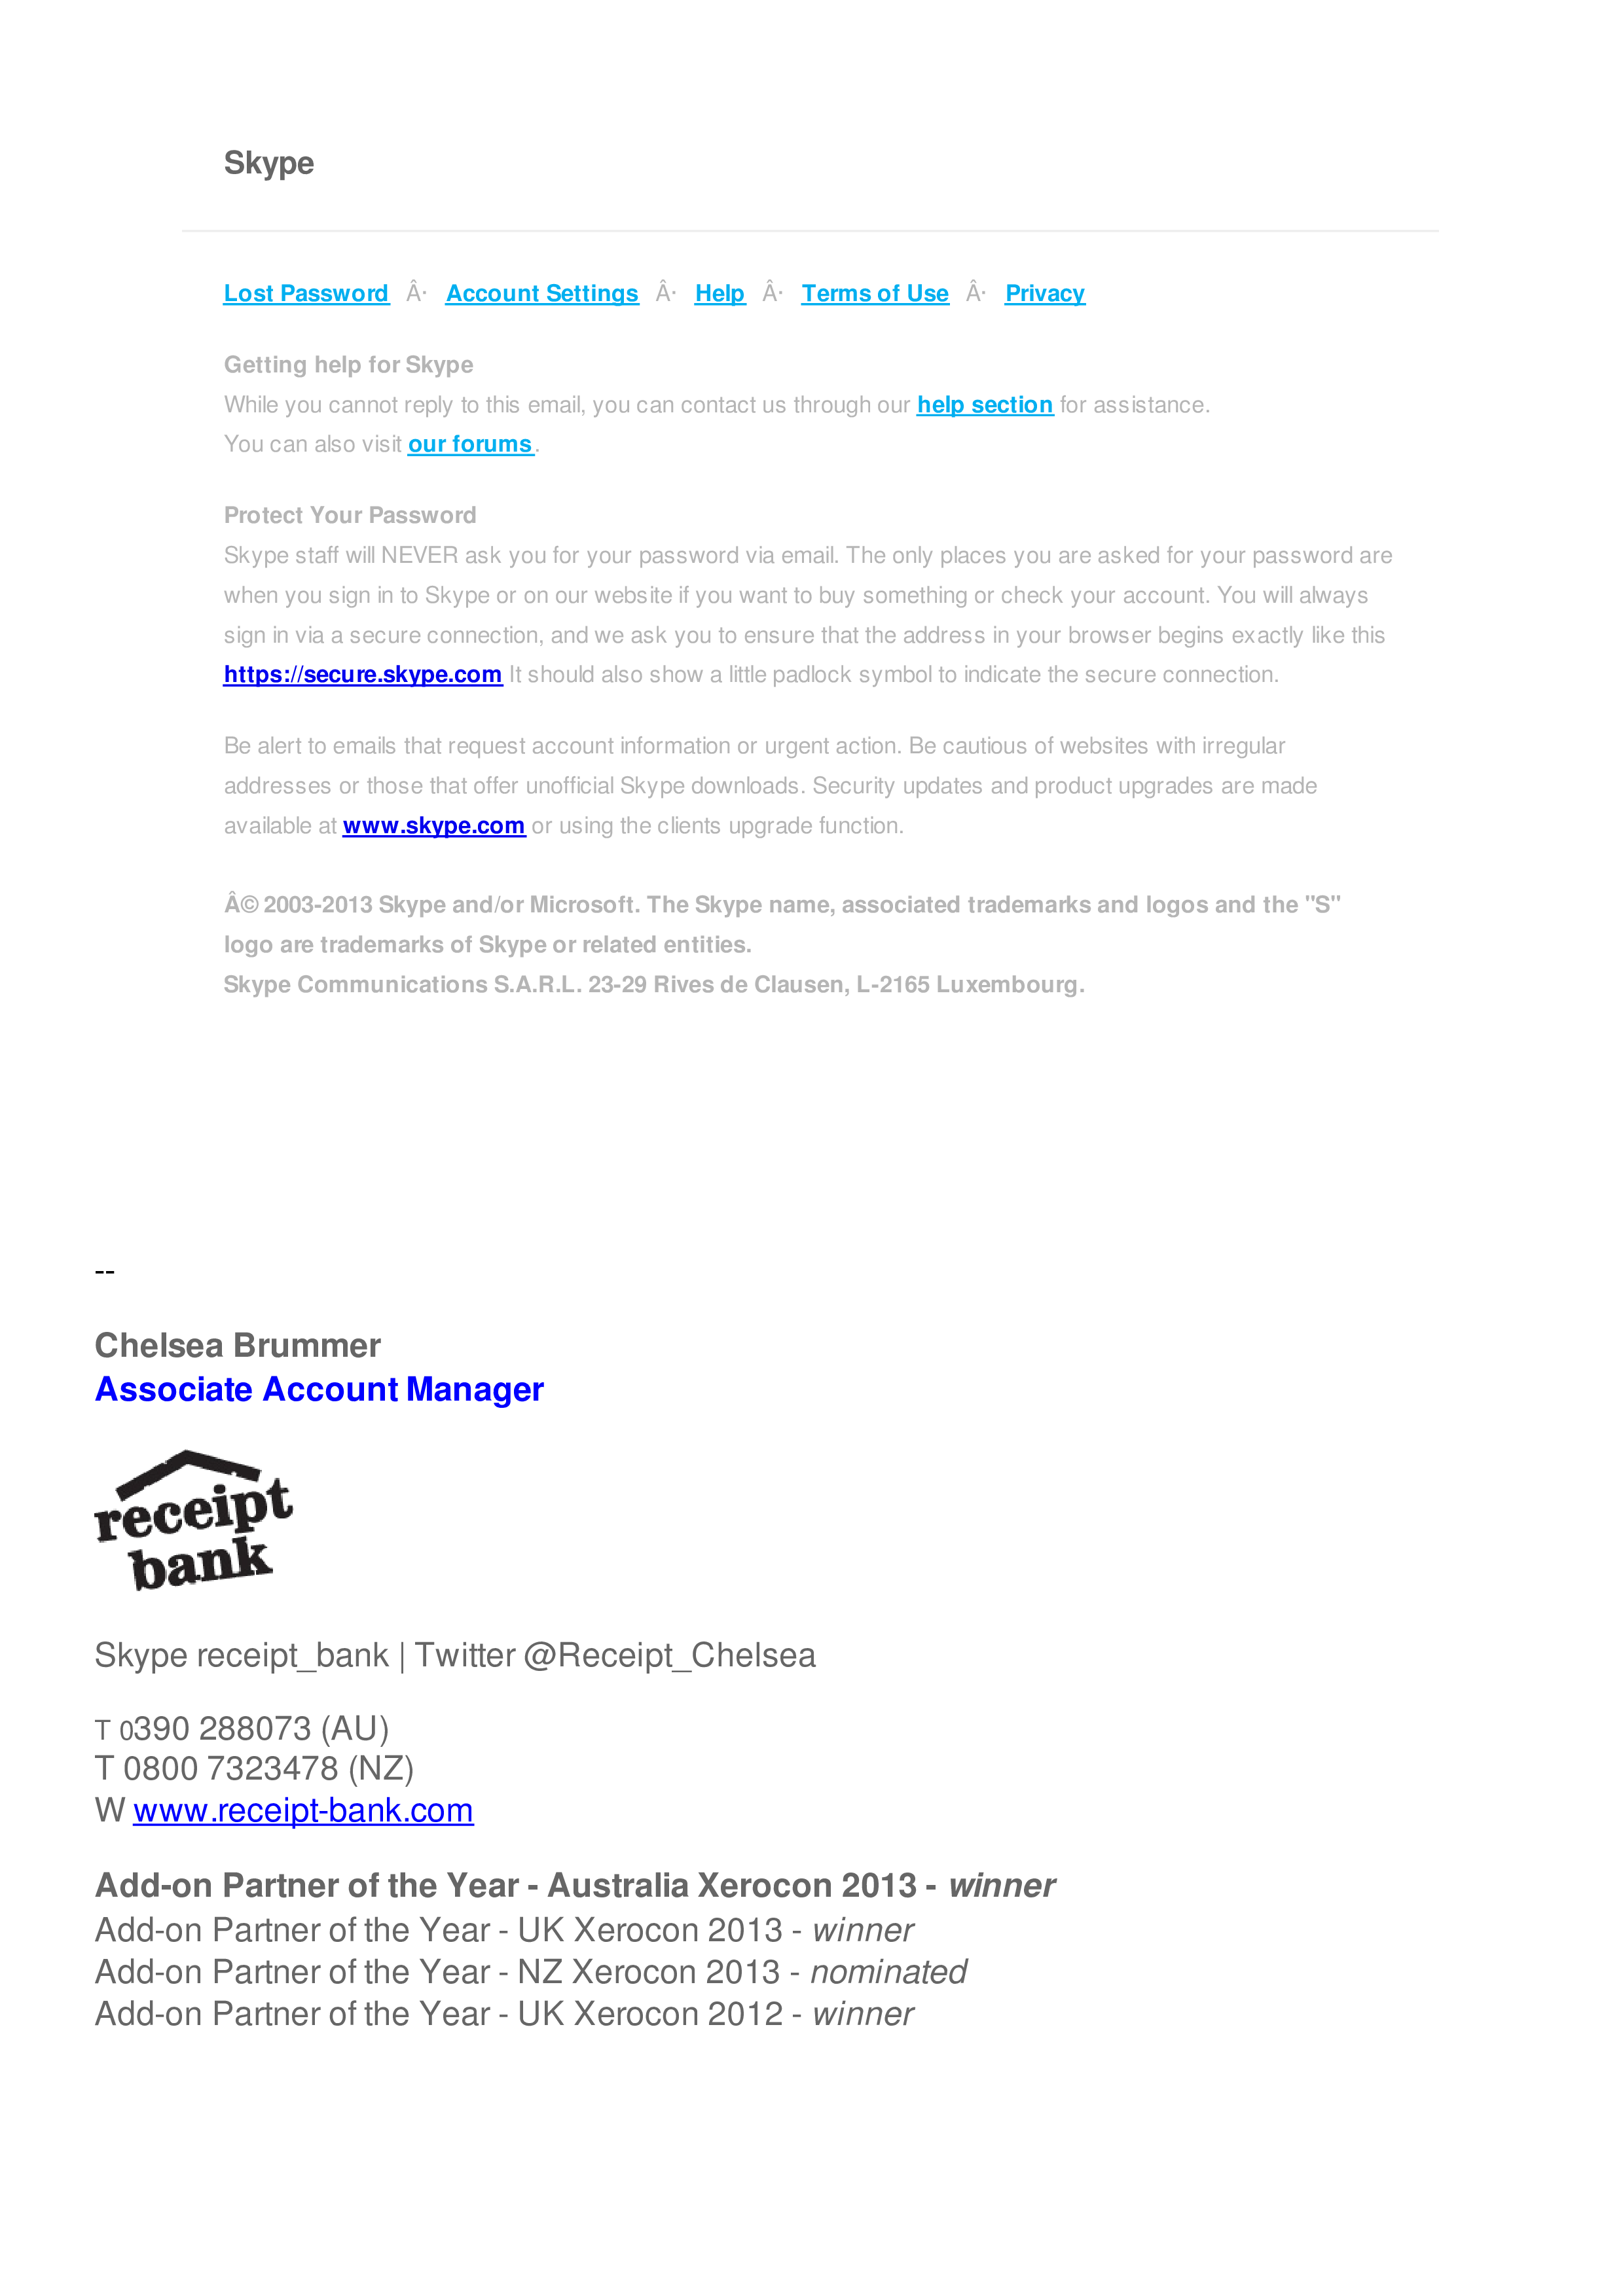 Skype
Lost Password Â· Account Settings Â· Help Â· Terms of Use Â· Privacy
Getting help for Skype
While you cannot reply to this email, you can contact us through our help section for assistance.
You can also visit our forums.
Protect Your Password
Skype staff will NEVER ask you for your password via email. The only places you are asked for your password are
when you sign in to Skype or on our website if you want to buy something or check your account. You will always
sign in via a secure connection, and we ask you to ensure that the address in your browser begins exactly like this
https://secure.skype.com It should also show a little padlock symbol to indicate the secure connection.
Be alert to emails that request account information or urgent action. Be cautious of websites with irregular
addresses or those that offer unofficial Skype downloads. Security updates and product upgrades are made
available at www.skype.com or using the clients upgrade function.
Â© 2003-2013 Skype and/or Microsoft. The Skype name, associated trademarks and logos and the "S"
logo are trademarks of Skype or related entities.
Skype Communications S.A.R.L. 23-29 Rives de Clausen, L-2165 Luxembourg.
--
Chelsea Brummer
Associate Account Manager
receipt
bank
Skype receipt_bank | Twitter @Receipt_Chelsea
T 0390 288073 (AU)
T 0800 7323478 (NZ)
W www.receipt-bank.com
Add-on Partner of the Year - Australia Xerocon 2013 - winner
Add-on Partner of the Year - UK Xerocon 2013 - winner
Add-on Partner of the Year - NZ Xerocon 2013 - nominated
Add-on Partner of the Year - UK Xerocon 2012 - winner